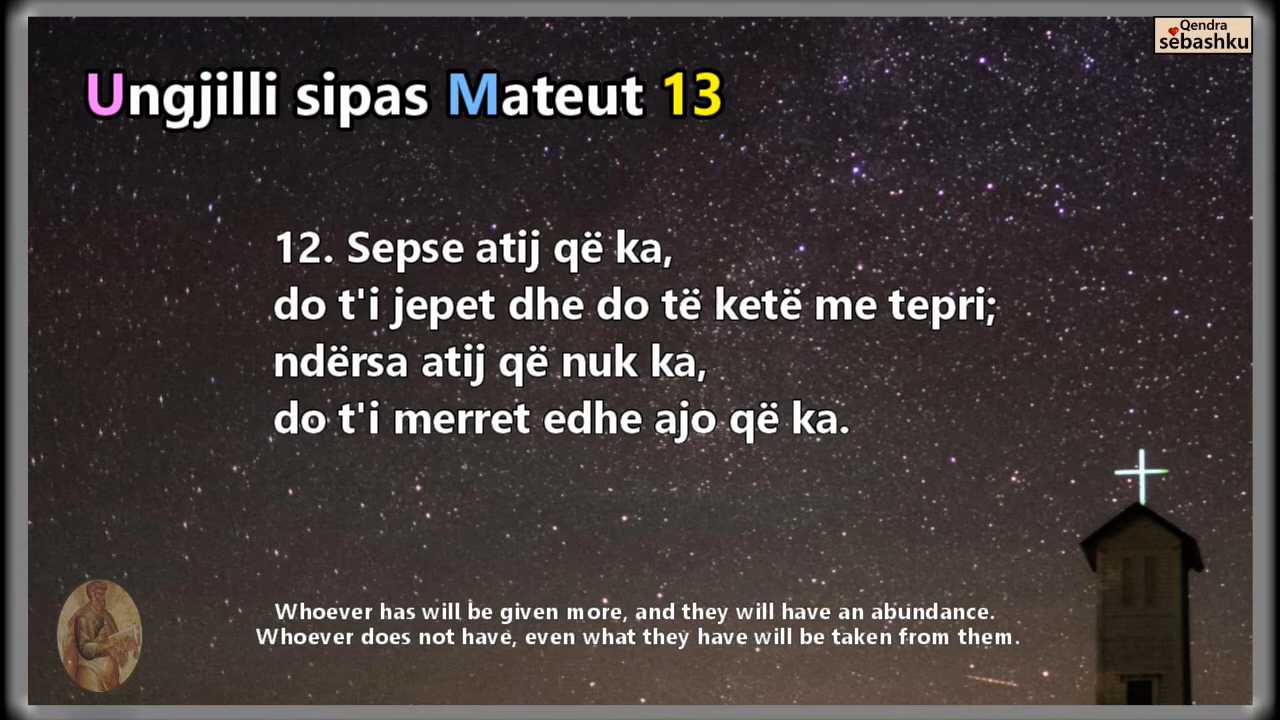 Qendra
sebashku
Ungjilli sipas Mateut 13
12. Sepse atij që ka,
do t'i jepet dhe do të ketë me tepri;
ndërsa atij që nuk ka,
do t'i merret edhe ajo që ka.
Whoever has will be given more, and they will have an abundance.
Whoever does not have, even what they have will be taken from them.